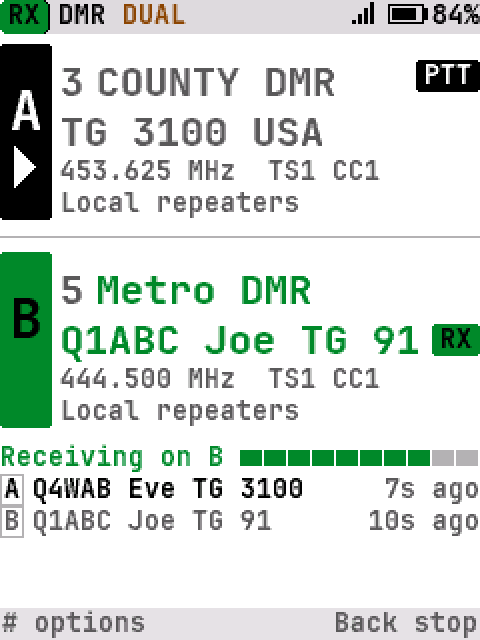 RX DMR DUAL 84%
A
3 COUNTY DMR PTT
TG 3100 USA
453.625 MHz TS1 CC1
Local repeaters
B
5 Metro DMR
Q1ABC Joe TG 91 RX
444.500 MHz TS1 CC1
Local repeaters
Receiving on B
A Q4WAB Eve TG 3100 7s ago
B Q1ABC Joe TG 91 10s ago
# options Back stop